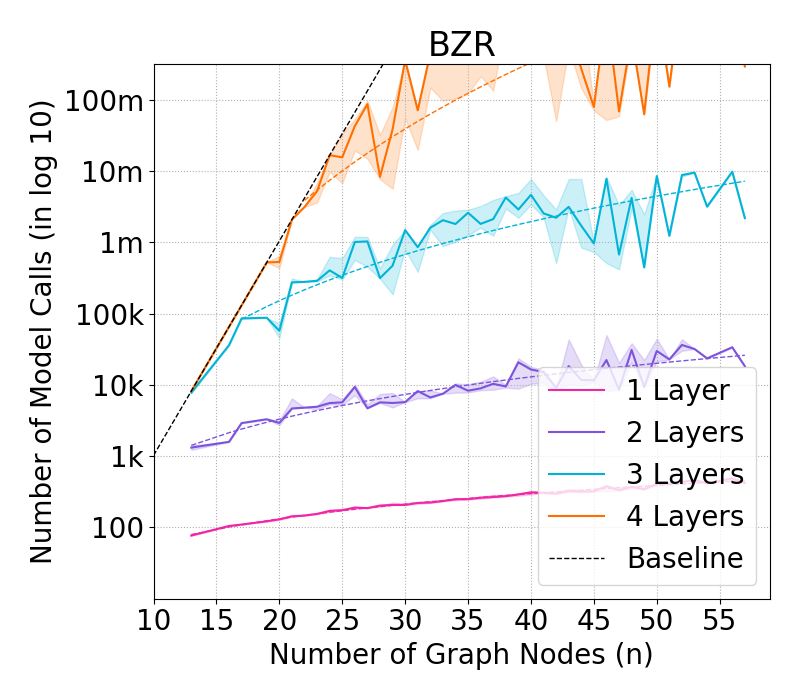 BZR
Number of Model Calls (in log 10)
100m
10m
1m
100k
10k
1k
100
1 Layer
2 Layers
3 Layers
4 Layers
Baseline
10 15 20 25 30 35 40 45 50 55
Number of Graph Nodes (n)